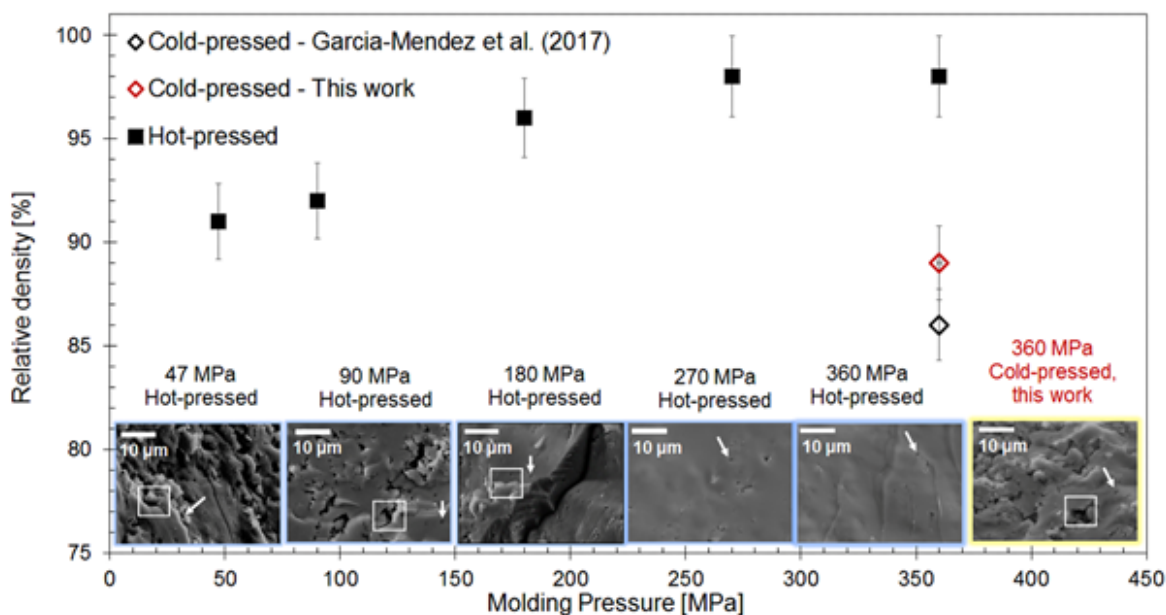 Relative density [%]
100
95
90
85
80
75
◇ Cold-pressed - Garcia-Mendez et al. (2017)
◇ Cold-pressed - This work
■ Hot-pressed
47 MPa
Hot-pressed
90 MPa
Hot-pressed
180 MPa
Hot-pressed
270 MPa
Hot-pressed
360 MPa
Hot-pressed
360 MPa
Cold-pressed,
this work
10 μm
10 μm
10 μm
10 μm
10 μm
10 μm
0 50 100 150 200 250 300 350 400 450
Molding Pressure [MPa]